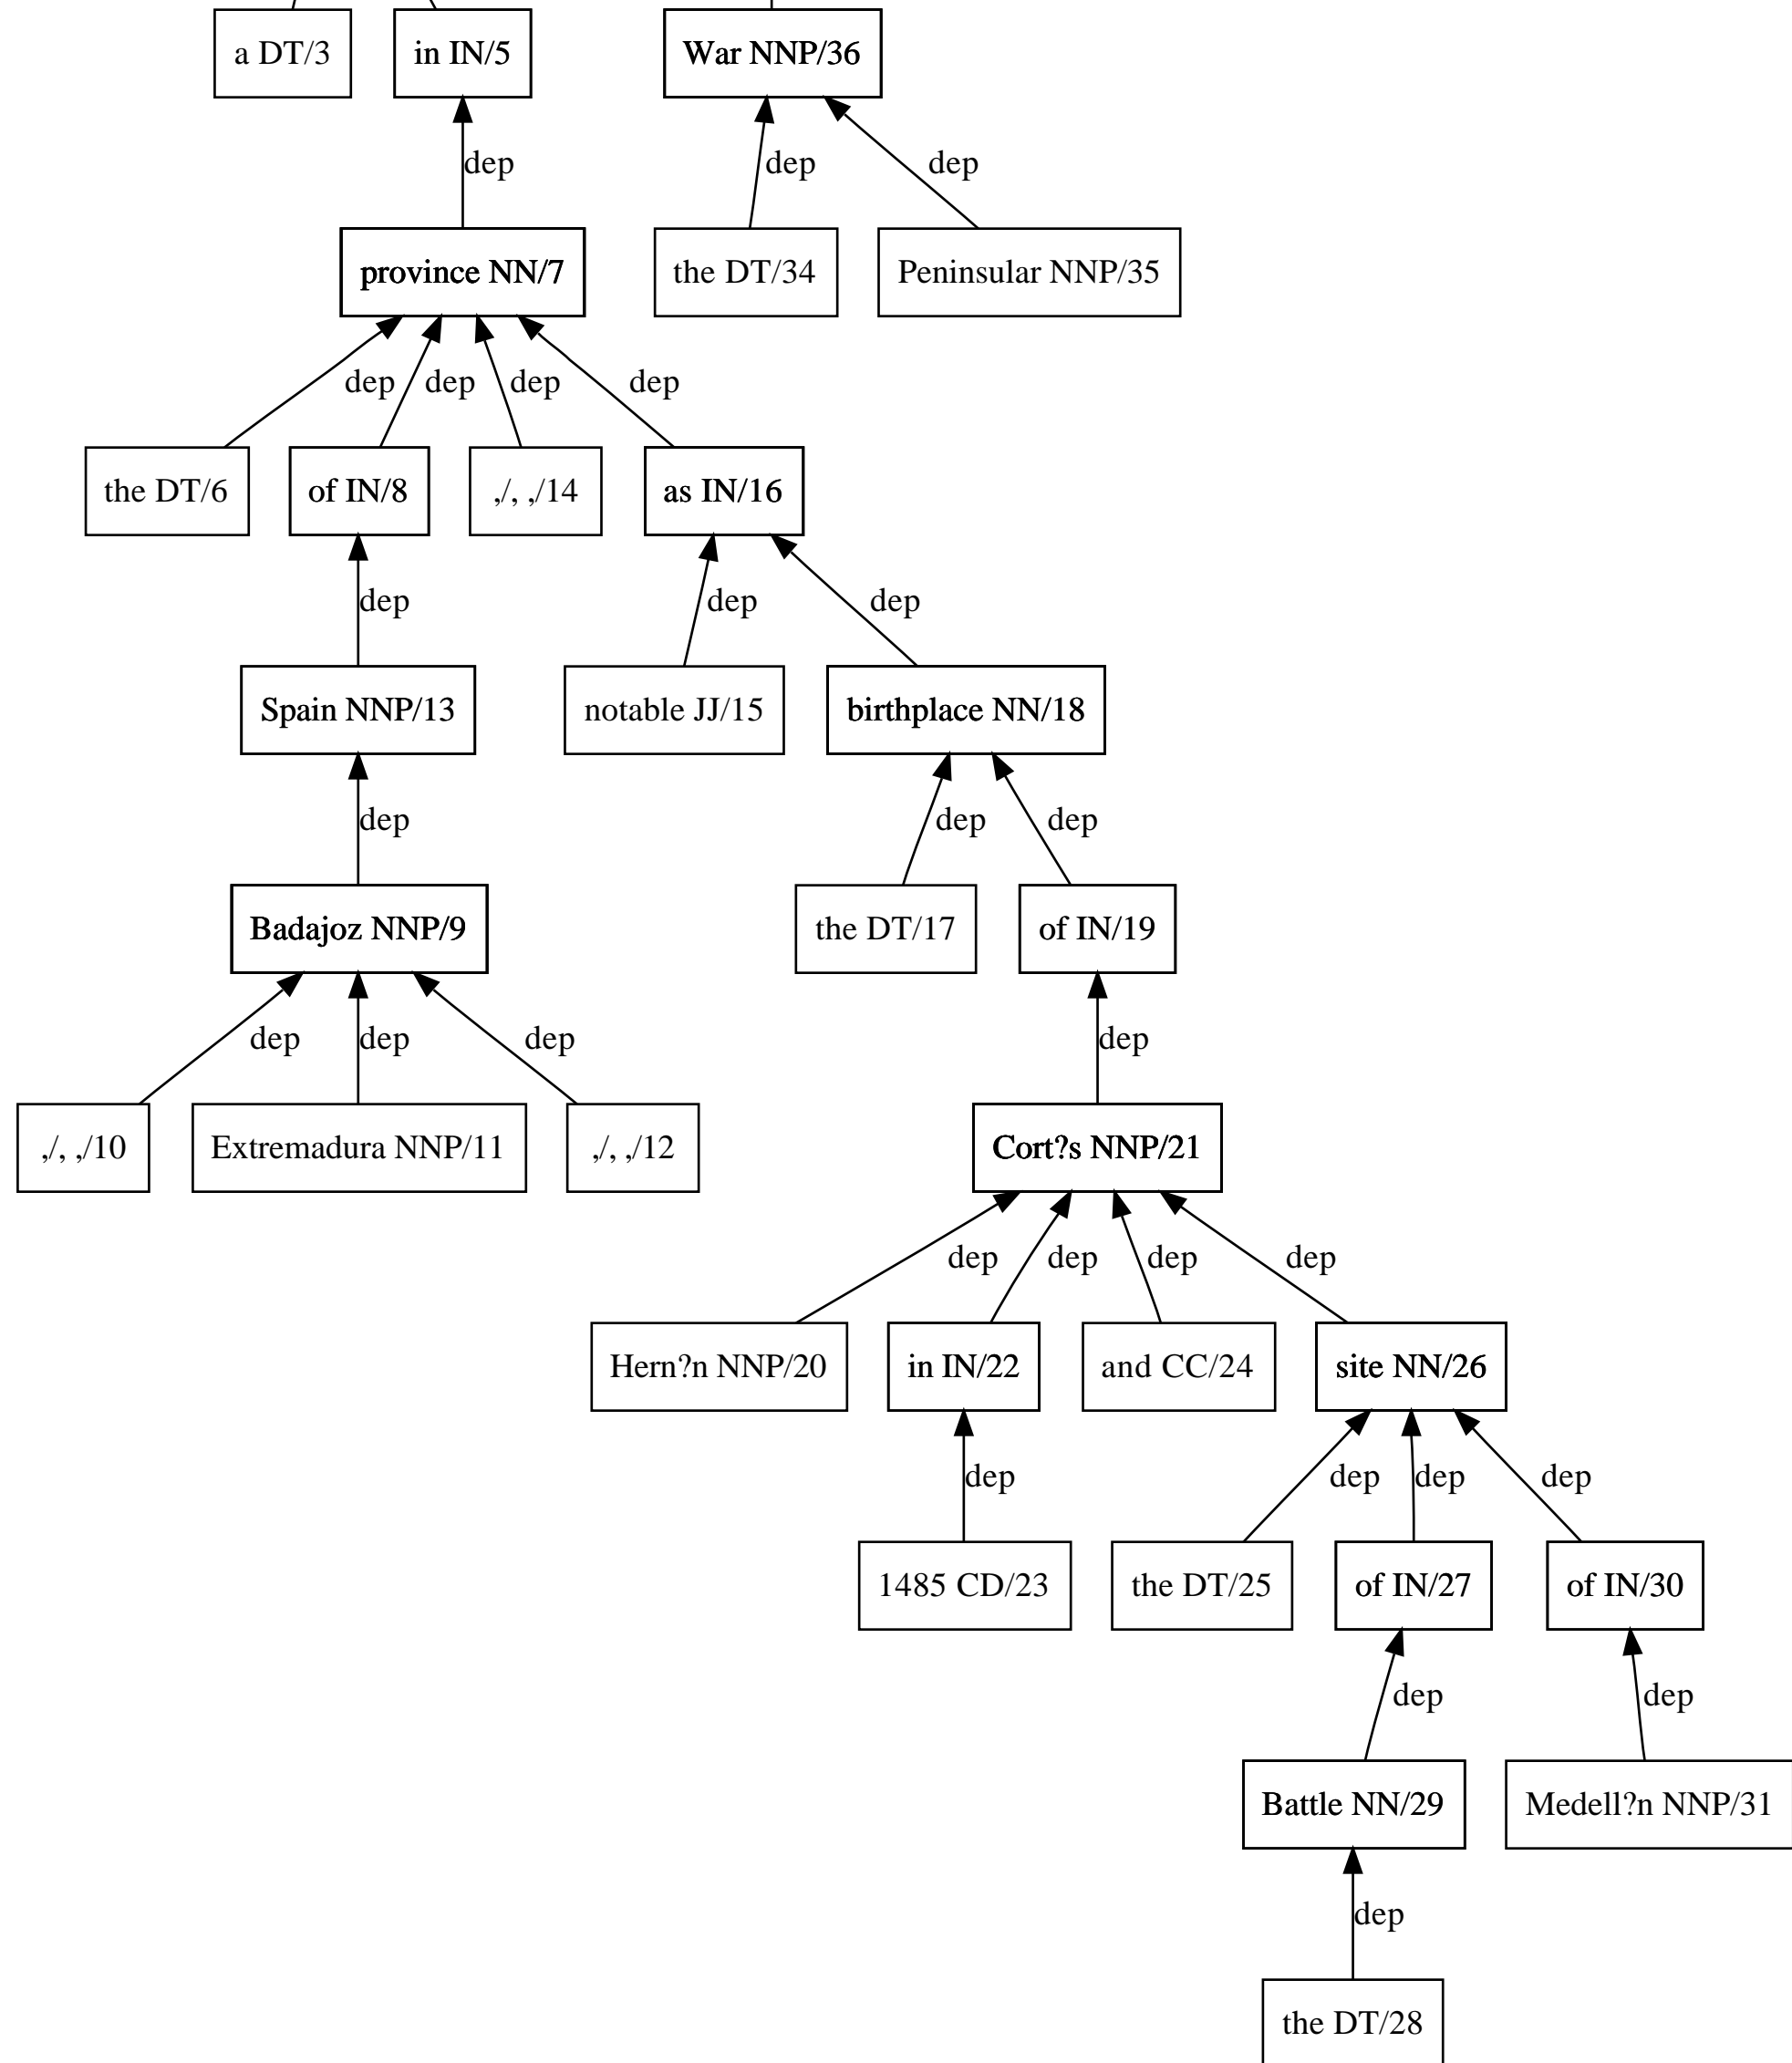 a DT/3 in IN/5 War NNP/36
dep dep dep
province NN/7 the DT/34 Peninsular NNP/35
dep dep dep dep
the DT/6 of IN/8 ,/, ,/14 as IN/16
dep dep dep
Spain NNP/13 notable JJ/15 birthplace NN/18
dep dep dep
Badajoz NNP/9 the DT/17 of IN/19
dep dep dep dep
,/, ,/10 Extremadura NNP/11 ,/, ,/12 Cort?s NNP/21
dep dep dep dep
Hern?n NNP/20 in IN/22 and CC/24 site NN/26
dep dep dep dep
1485 CD/23 the DT/25 of IN/27 of IN/30
dep dep
Battle NN/29 Medell?n NNP/31
dep
the DT/28